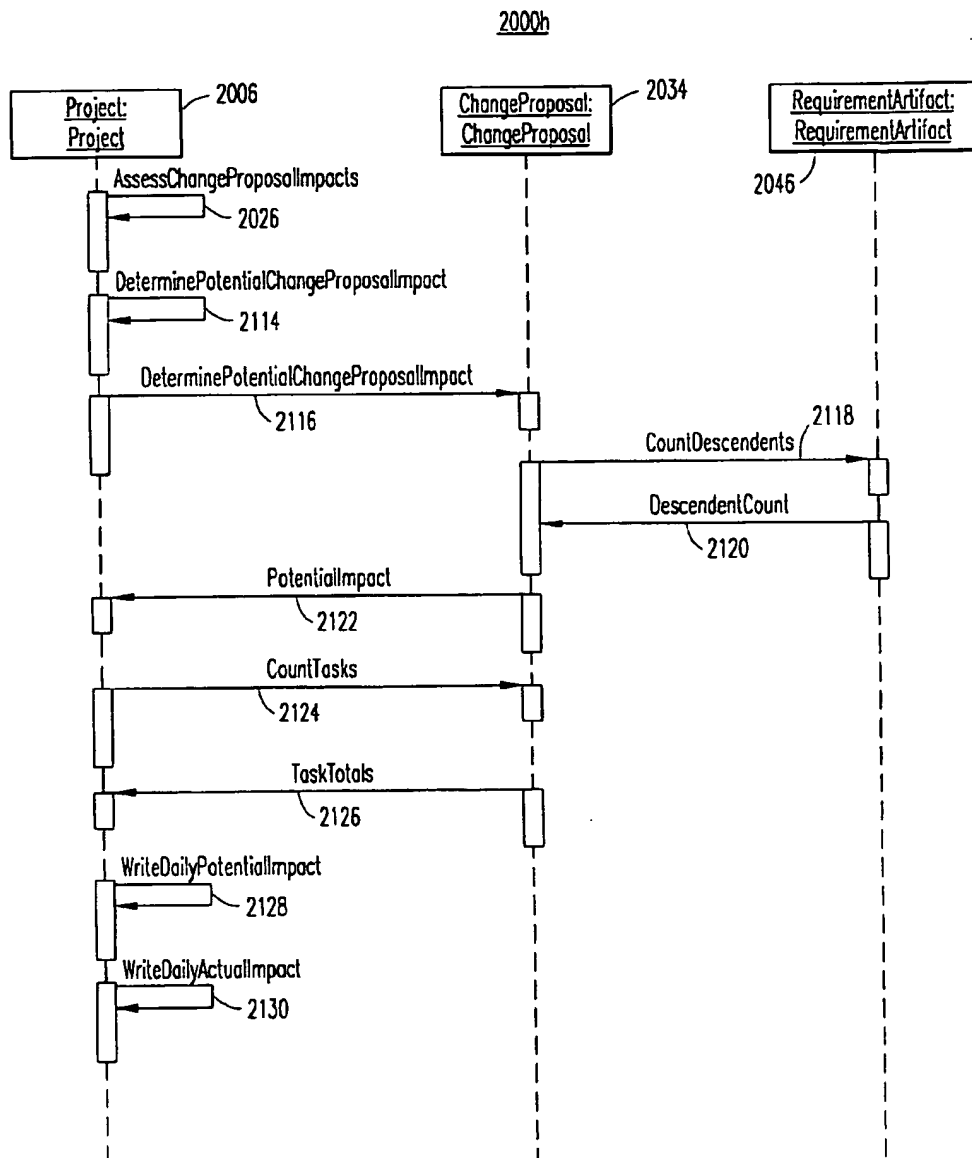 2000h
Project:
Project
2006
ChangeProposal:
ChangeProposal
2034
RequirementArtifact:
RequirementArtifact
2046
AssessChangeProposalImpacts
2026
DeterminePotentialChangeProposalImpact
2114
DeterminePotentialChangeProposalImpact
2116
CountDescendents
2118
DescendentCount
2120
PotentialImpact
2122
CountTasks
2124
TaskTotals
2126
WriteDailyPotentialImpact
2128
WriteDailyActualImpact
2130